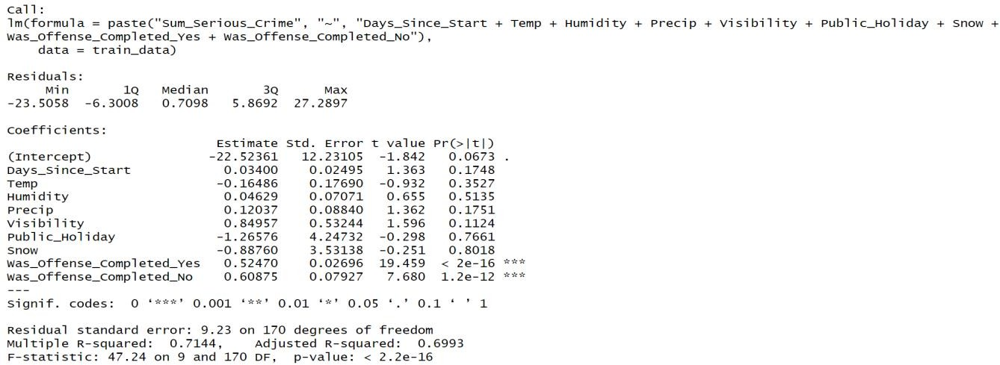 Call:
lm(formula = paste("Sum_Serious_Crime", "~", "Days_Since_Start + Temp + Humidity + Precip + Visibility + Public_Holiday + Snow +
Was_Offense_Completed_Yes + Was_Offense_Completed_No"),
    data = train_data)

Residuals:
     Min       1Q   Median       3Q      Max
-23.5058  -6.3008   0.7098   5.8692  27.2897

Coefficients:
                           Estimate Std. Error t value Pr(>|t|)
(Intercept)               -22.52361   12.23105  -1.842   0.0673 .
Days_Since_Start            0.03400    0.02495   1.363   0.1748
Temp                       -0.16486    0.17690  -0.932   0.3527
Humidity                    0.04629    0.07071   0.655   0.5135
Precip                      0.12037    0.08840   1.362   0.1751
Visibility                  0.84957    0.53244   1.596   0.1124
Public_Holiday             -1.26576    4.24732  -0.298   0.7661
Snow                       -0.88760    3.53138  -0.251   0.8018
Was_Offense_Completed_Yes   0.52470    0.02696  19.459  < 2e-16 ***
Was_Offense_Completed_No    0.60875    0.07927   7.680  1.2e-12 ***
---
Signif. codes:  0 ‘***’ 0.001 ‘**’ 0.01 ‘*’ 0.05 ‘.’ 0.1 ‘ ’ 1

Residual standard error: 9.23 on 170 degrees of freedom
Multiple R-squared:  0.7144,    Adjusted R-squared:  0.6993
F-statistic: 47.24 on 9 and 170 DF,  p-value: < 2.2e-16